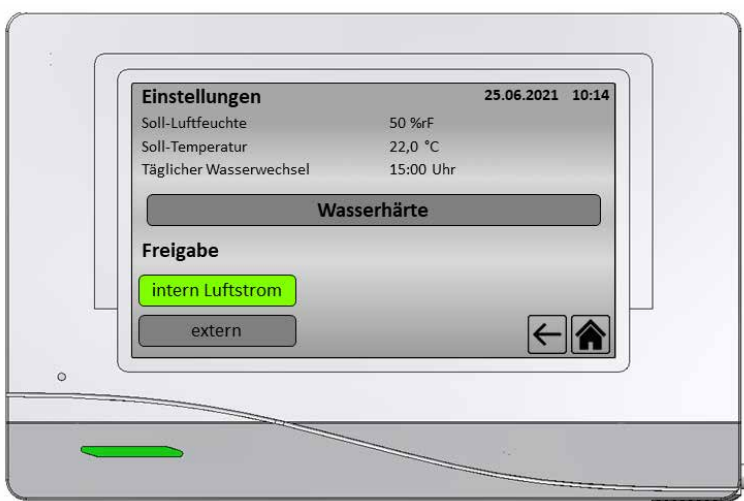 Einstellungen 25.06.2021 10:14
Soll-Luftfeuchte 50 %rF
Soll-Temperatur 22,0 °C
Täglicher Wasserwechsel 15:00 Uhr
Wasserhärte
Freigabe
intern Luftstrom
extern